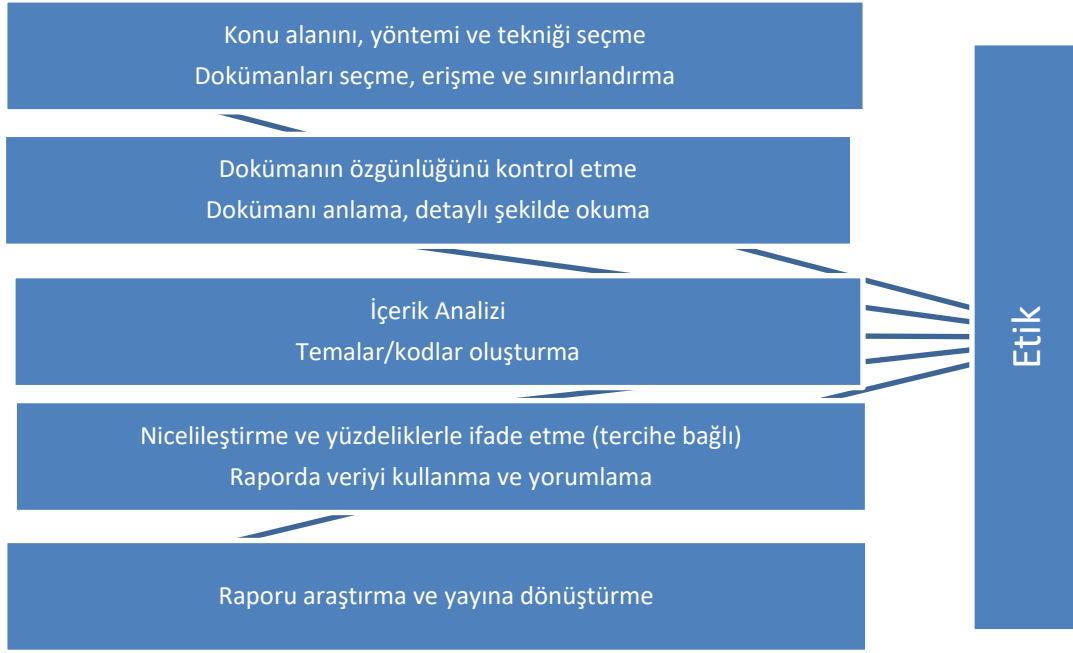 Konu alanını, yöntemi ve tekniği seçme
Dokümanları seçme, erişme ve sınırlandırma
Dokümanın özgünlüğünü kontrol etme
Dokümanı anlama, detaylı şekilde okuma
İçerik Analizi
Temalar/kodlar oluşturma
Nicelileştirme ve yüzdeliklerle ifade etme (tercihe bağlı)
Raporda veriyi kullanma ve yorumlama
Raporu araştırma ve yayına dönüştürme
Etik